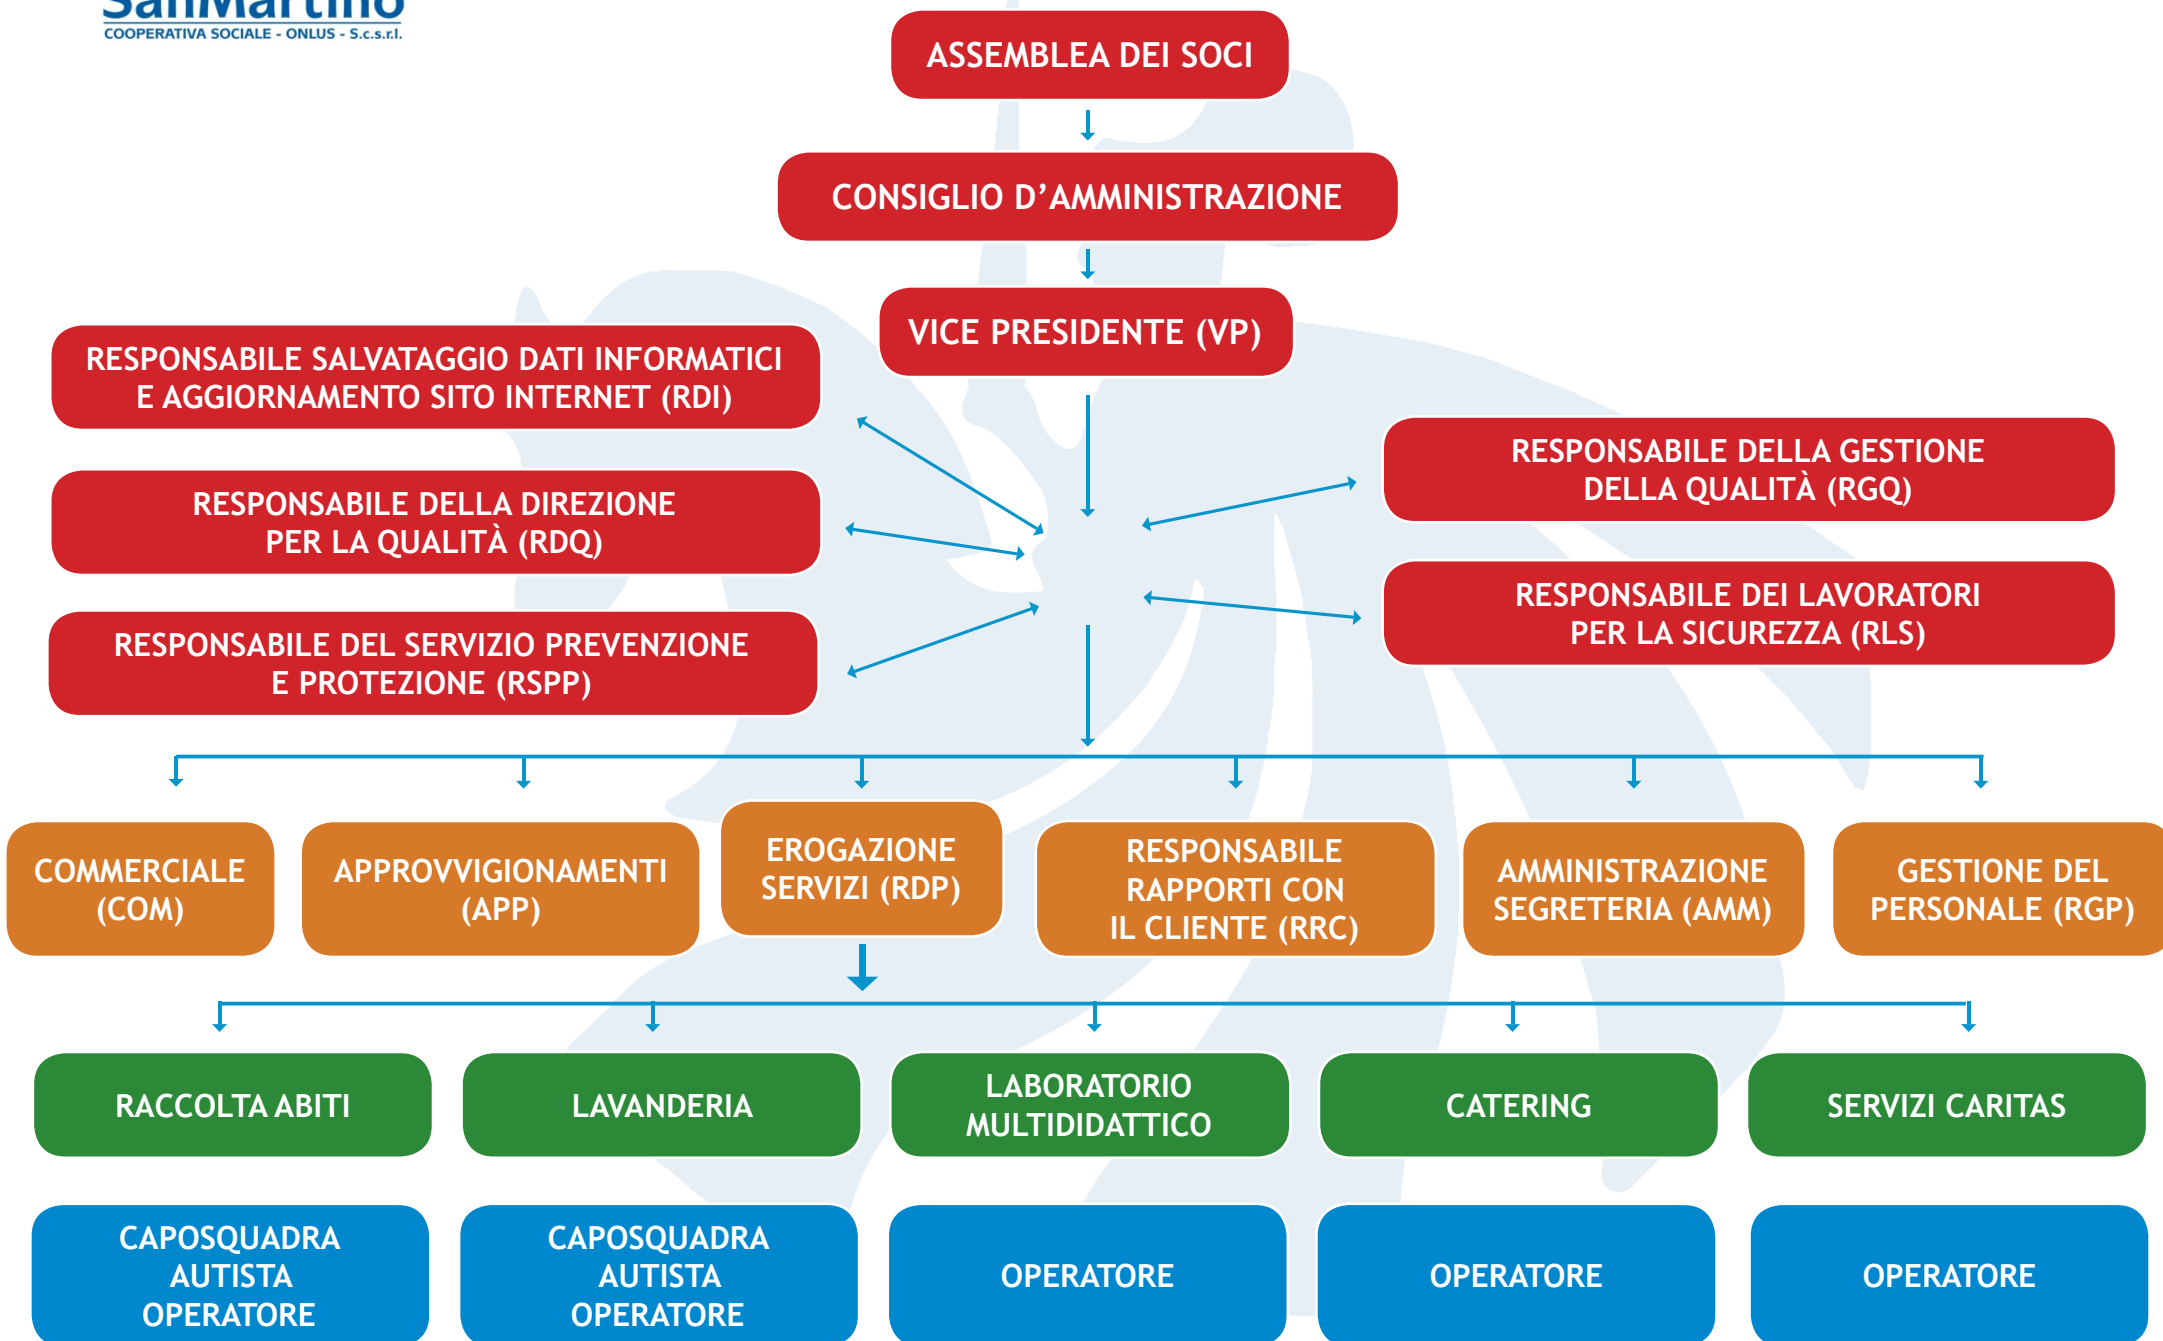 SanMartino
COOPERATIVA SOCIALE - ONLUS - S.c.s.r.l.
ASSEMBLEA DEI SOCI
CONSIGLIO D’AMMINISTRAZIONE
VICE PRESIDENTE (VP)
RESPONSABILE SALVATAGGIO DATI INFORMATICI
E AGGIORNAMENTO SITO INTERNET (RDI)
RESPONSABILE DELLA DIREZIONE
PER LA QUALITÀ (RDQ)
RESPONSABILE DEL SERVIZIO PREVENZIONE
E PROTEZIONE (RSPP)
RESPONSABILE DELLA GESTIONE
DELLA QUALITÀ (RGQ)
RESPONSABILE DEI LAVORATORI
PER LA SICUREZZA (RLS)
COMMERCIALE
(COM)
APPROVVIGIONAMENTI
(APP)
EROGAZIONE
SERVIZI (RDP)
RESPONSABILE
RAPPORTI CON
IL CLIENTE (RRC)
AMMINISTRAZIONE
SEGRETERIA (AMM)
GESTIONE DEL
PERSONALE (RGP)
RACCOLTA ABITI
LAVANDERIA
LABORATORIO
MULTIDIDATTICO
CATERING
SERVIZI CARITAS
CAPOSQUADRA
AUTISTA
OPERATORE
CAPOSQUADRA
AUTISTA
OPERATORE
OPERATORE
OPERATORE
OPERATORE